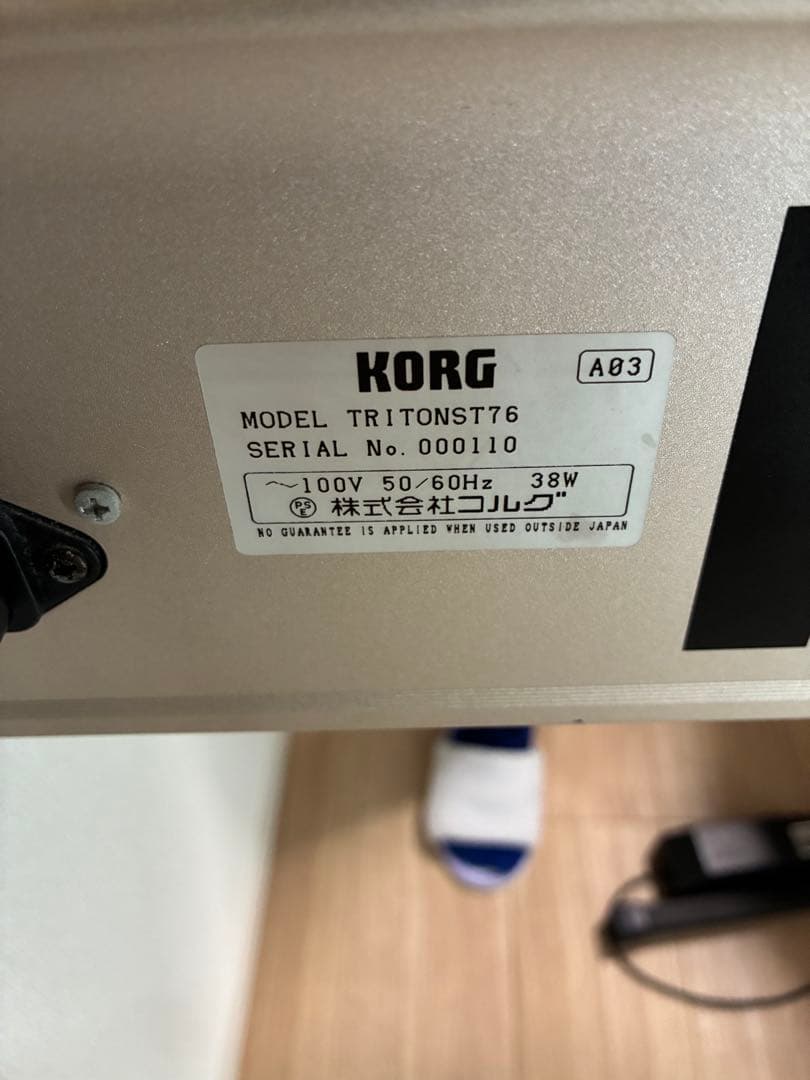 KORG
A03
MODEL TRITONST76
SERIAL No. 000110
～100V 50/60Hz 38W
PSE 株式会社コルグ
NO GUARANTEE IS APPLIED WHEN USED OUTSIDE JAPAN